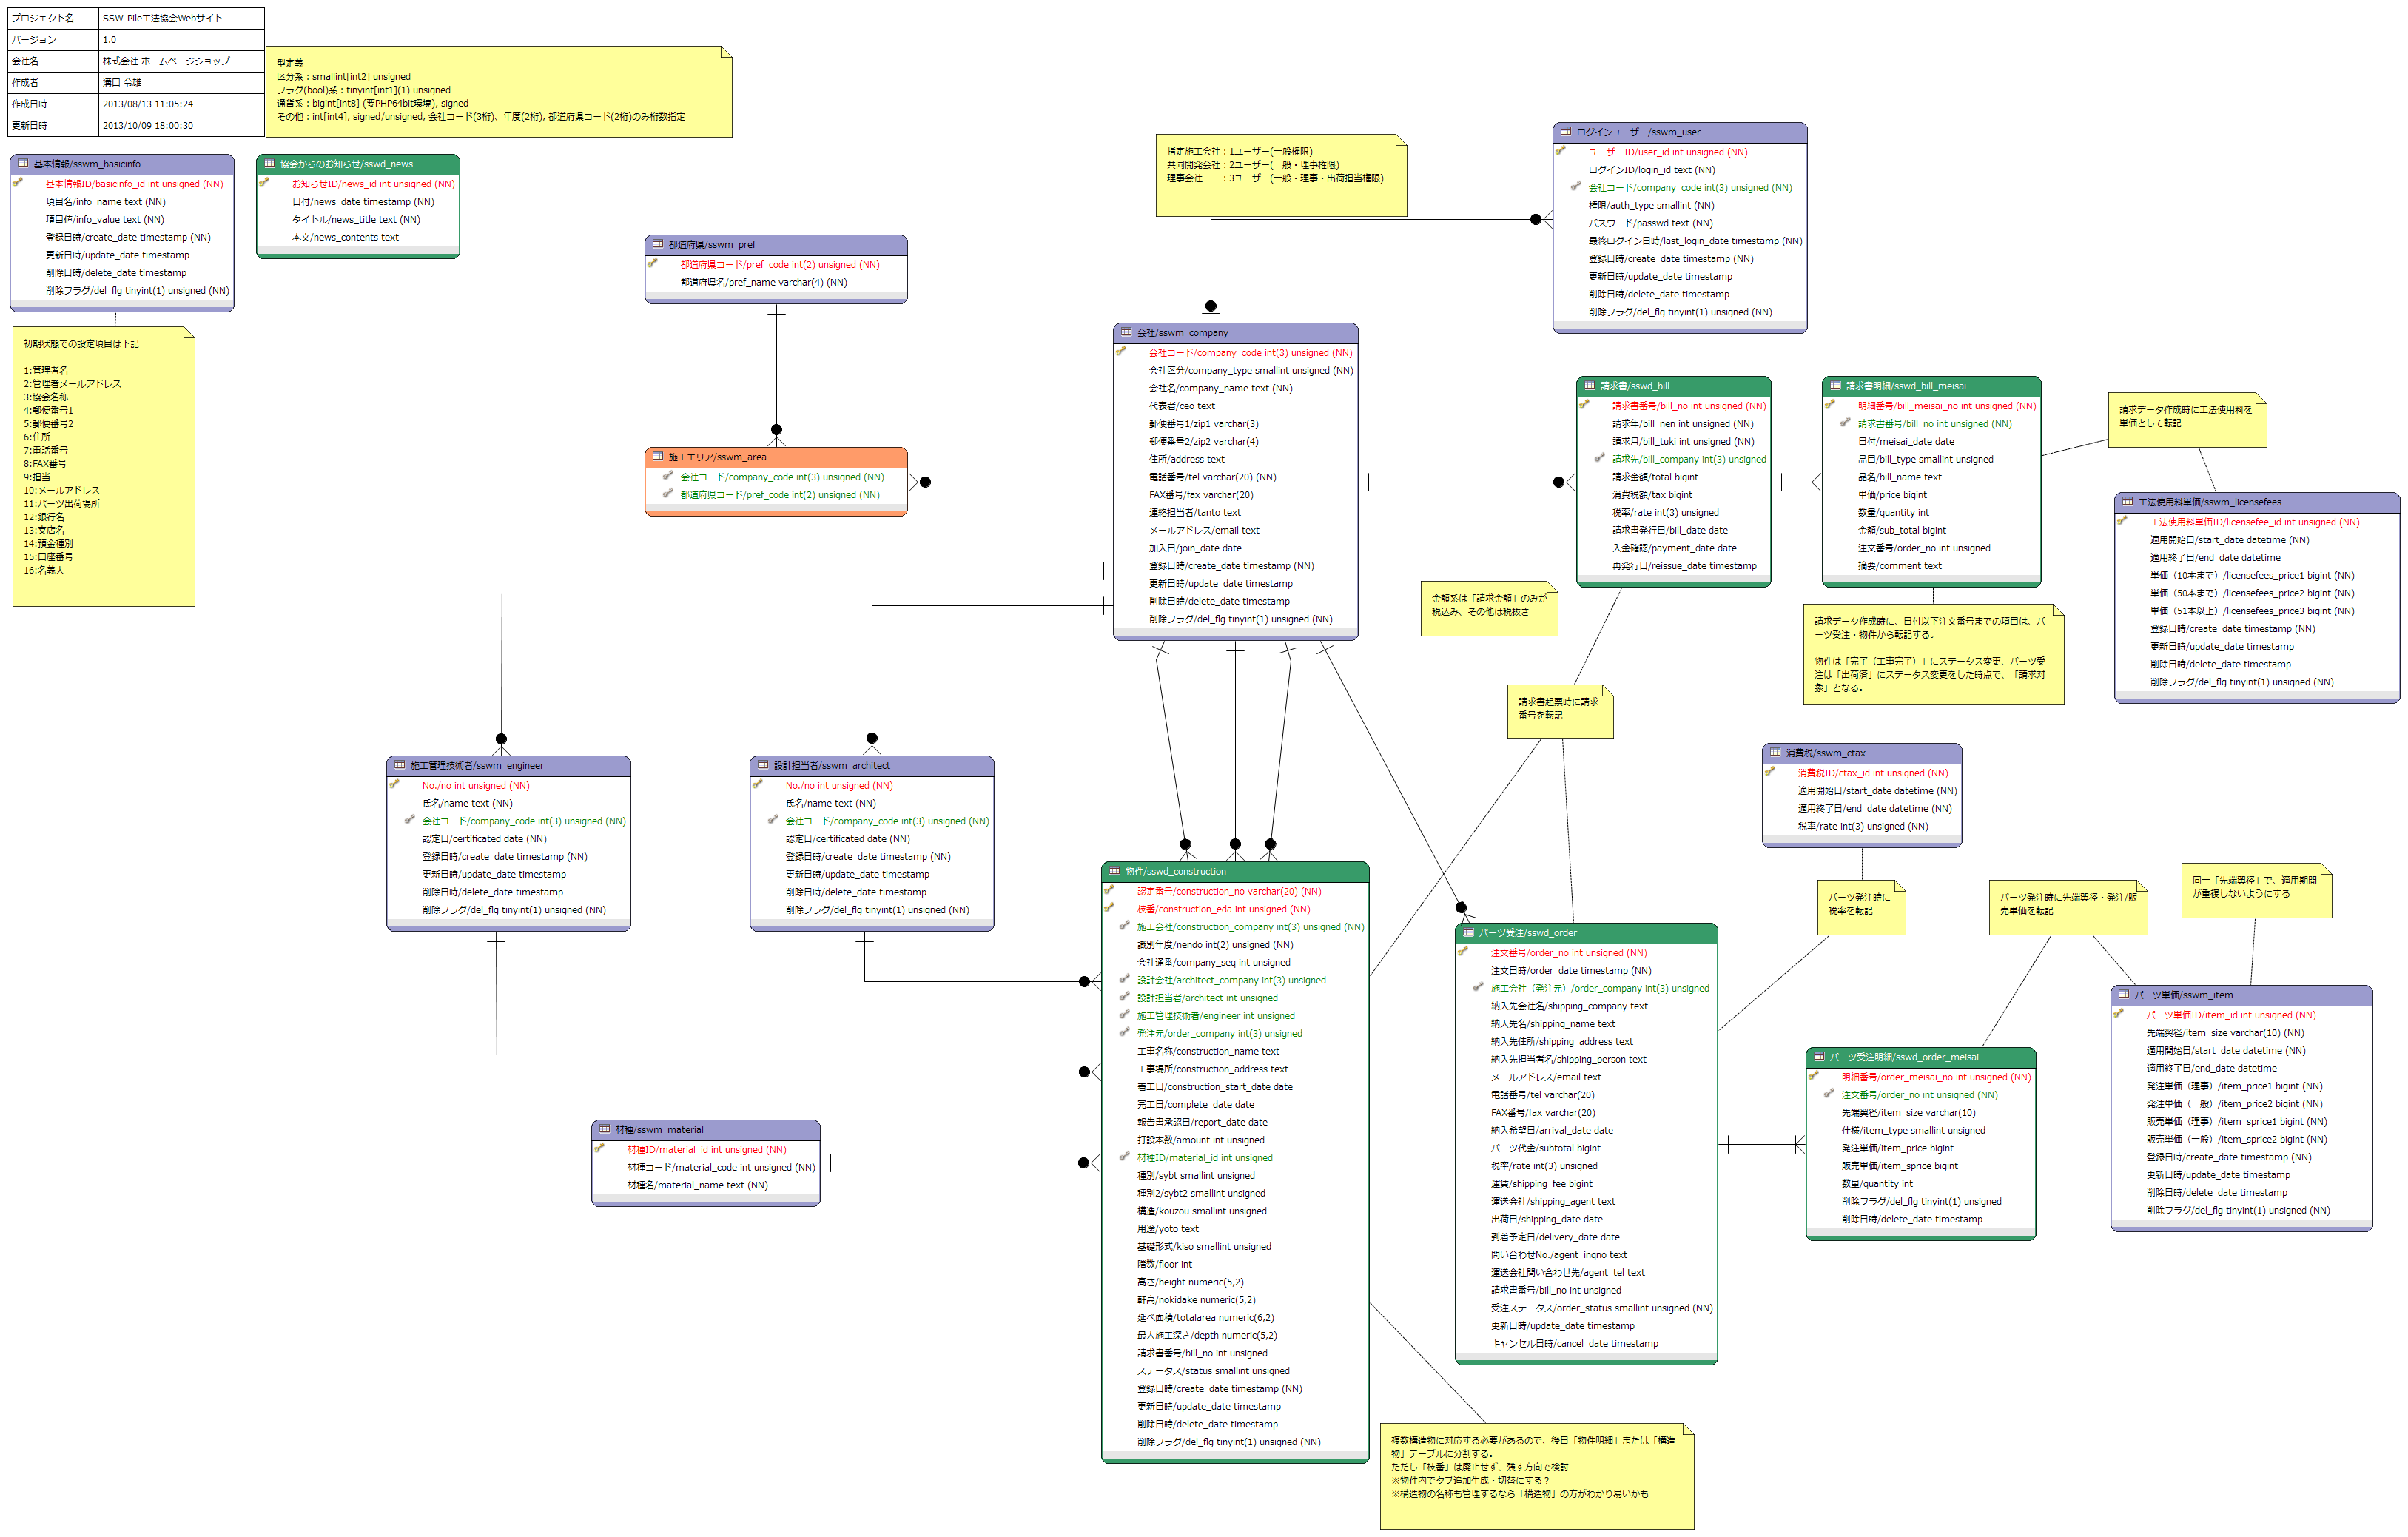 プロジェクト名 SSW-Pile工法協会Webサイト
バージョン 1.0
会社名 株式会社 ホームページショップ
作成者 溝口 令雄
作成日時 2013/08/13 11:05:24
更新日時 2013/10/09 18:00:30
型定義
区分系：smallint[int2] unsigned
フラグ(bool)系：tinyint[int1](1) unsigned
通貨系：bigint[int8] (要PHP64bit環境), signed
その他：int[int4], signed/unsigned, 会社コード(3桁)、年度(2桁), 都道府県コード(2桁)のみ桁数指定
基本情報/sswm_basicinfo
基本情報ID/basicinfo_id int unsigned (NN)
項目名/info_name text (NN)
項目値/info_value text (NN)
登録日時/create_date timestamp (NN)
更新日時/update_date timestamp
削除日時/delete_date timestamp
削除フラグ/del_flg tinyint(1) unsigned (NN)
協会からのお知らせ/sswd_news
お知らせID/news_id int unsigned (NN)
日付/news_date timestamp (NN)
タイトル/news_title text (NN)
本文/news_contents text
初期状態での設定項目は下記
1:管理者名
2:管理者メールアドレス
3:協会名称
4:郵便番号1
5:郵便番号2
6:住所
7:電話番号
8:FAX番号
9:担当
10:メールアドレス
11:パーツ出荷場所
12:銀行名
13:支店名
14:預金種別
15:口座番号
16:名義人
都道府県/sswm_pref
都道府県コード/pref_code int(2) unsigned (NN)
都道府県名/pref_name varchar(4) (NN)
施工エリア/sswm_area
会社コード/company_code int(3) unsigned (NN)
都道府県コード/pref_code int(2) unsigned (NN)
指定施工会社：1ユーザー(一般権限)
共同開発会社：2ユーザー(一般・理事権限)
理事会社　　：3ユーザー(一般・理事・出荷担当権限)
ログインユーザー/sswm_user
ユーザーID/user_id int unsigned (NN)
ログインID/login_id text (NN)
会社コード/company_code int(3) unsigned (NN)
権限/auth_type smallint (NN)
パスワード/passwd text (NN)
最終ログイン日時/last_login_date timestamp (NN)
登録日時/create_date timestamp (NN)
更新日時/update_date timestamp
削除日時/delete_date timestamp
削除フラグ/del_flg tinyint(1) unsigned (NN)
会社/sswm_company
会社コード/company_code int(3) unsigned (NN)
会社区分/company_type smallint unsigned (NN)
会社名/company_name text (NN)
代表者/ceo text
郵便番号1/zip1 varchar(3)
郵便番号2/zip2 varchar(4)
住所/address text
電話番号/tel varchar(20) (NN)
FAX番号/fax varchar(20)
連絡担当者/tanto text
メールアドレス/email text
加入日/join_date date
登録日時/create_date timestamp (NN)
更新日時/update_date timestamp
削除日時/delete_date timestamp
削除フラグ/del_flg tinyint(1) unsigned (NN)
請求書/sswd_bill
請求書番号/bill_no int unsigned (NN)
請求年/bill_nen int unsigned (NN)
請求月/bill_tuki int unsigned (NN)
請求先/bill_company int(3) unsigned
請求金額/total bigint
消費税額/tax bigint
税率/rate int(3) unsigned
請求書発行日/bill_date date
入金確認/payment_date date
再発行日/reissue_date timestamp
請求書明細/sswd_bill_meisai
明細番号/bill_meisai_no int unsigned (NN)
請求書番号/bill_no int unsigned (NN)
日付/meisai_date date
品目/bill_type smallint unsigned
品名/bill_name text
単価/price bigint
数量/quantity int
金額/sub_total bigint
注文番号/order_no int unsigned
摘要/comment text
請求データ作成時に工法使用料を
単価として転記
工法使用料単価/sswm_licensefees
工法使用料単価ID/licensefee_id int unsigned (NN)
適用開始日/start_date datetime (NN)
適用終了日/end_date datetime
単価（10本まで）/licensefees_price1 bigint (NN)
単価（50本まで）/licensefees_price2 bigint (NN)
単価（51本以上）/licensefees_price3 bigint (NN)
登録日時/create_date timestamp (NN)
更新日時/update_date timestamp
削除日時/delete_date timestamp
削除フラグ/del_flg tinyint(1) unsigned (NN)
金額系は「請求金額」のみが
税込み、その他は税抜き
請求データ作成時に、日付以下注文番号までの項目は、パ
ーツ受注・物件から転記する。
物件は「完了（工事完了）」にステータス変更、パーツ受
注は「出荷済」にステータス変更をした時点で、「請求対
象」となる。
請求書起票時に請求
番号を転記
施工管理技術者/sswm_engineer
No./no int unsigned (NN)
氏名/name text (NN)
会社コード/company_code int(3) unsigned (NN)
認定日/certificated date (NN)
登録日時/create_date timestamp (NN)
更新日時/update_date timestamp
削除日時/delete_date timestamp
削除フラグ/del_flg tinyint(1) unsigned (NN)
設計担当者/sswm_architect
No./no int unsigned (NN)
氏名/name text (NN)
会社コード/company_code int(3) unsigned (NN)
認定日/certificated date (NN)
登録日時/create_date timestamp (NN)
更新日時/update_date timestamp
削除日時/delete_date timestamp
削除フラグ/del_flg tinyint(1) unsigned (NN)
消費税/sswm_ctax
消費税ID/ctax_id int unsigned (NN)
適用開始日/start_date datetime (NN)
適用終了日/end_date datetime (NN)
税率/rate int(3) unsigned (NN)
パーツ発注時に
税率を転記
パーツ発注時に先端翼径・発注/販
売単価を転記
同一「先端翼径」で、適用期間
が重複しないようにする
物件/sswd_construction
認定番号/construction_no varchar(20) (NN)
枝番/construction_eda int unsigned (NN)
施工会社/construction_company int(3) unsigned (NN)
識別年度/nendo int(2) unsigned (NN)
会社通番/company_seq int unsigned
設計会社/architect_company int(3) unsigned
設計担当者/architect int unsigned
施工管理技術者/engineer int unsigned
発注元/order_company int(3) unsigned
工事名称/construction_name text
工事場所/construction_address text
着工日/construction_start_date date
完工日/complete_date date
報告書承認日/report_date date
打設本数/amount int unsigned
材種ID/material_id int unsigned
種別/sybt smallint unsigned
種別2/sybt2 smallint unsigned
構造/kouzou smallint unsigned
用途/yoto text
基礎形式/kiso smallint unsigned
階数/floor int
高さ/height numeric(5,2)
軒高/nokidake numeric(5,2)
延べ面積/totalarea numeric(6,2)
最大施工深さ/depth numeric(5,2)
請求書番号/bill_no int unsigned
ステータス/status smallint unsigned
登録日時/create_date timestamp (NN)
更新日時/update_date timestamp
削除日時/delete_date timestamp
削除フラグ/del_flg tinyint(1) unsigned (NN)
パーツ受注/sswd_order
注文番号/order_no int unsigned (NN)
注文日時/order_date timestamp (NN)
施工会社（発注元）/order_company int(3) unsigned
納入先会社名/shipping_company text
納入先名/shipping_name text
納入先住所/shipping_address text
納入先担当者名/shipping_person text
メールアドレス/email text
電話番号/tel varchar(20)
FAX番号/fax varchar(20)
納入希望日/arrival_date date
パーツ代金/subtotal bigint
税率/rate int(3) unsigned
運賃/shipping_fee bigint
運送会社/shipping_agent text
出荷日/shipping_date date
到着予定日/delivery_date date
問い合わせNo./agent_inqno text
運送会社問い合わせ先/agent_tel text
請求書番号/bill_no int unsigned
受注ステータス/order_status smallint unsigned (NN)
更新日時/update_date timestamp
キャンセル日時/cancel_date timestamp
パーツ受注明細/sswd_order_meisai
明細番号/order_meisai_no int unsigned (NN)
注文番号/order_no int unsigned (NN)
先端翼径/item_size varchar(10)
仕様/item_type smallint unsigned
発注単価/item_price bigint
販売単価/item_sprice bigint
数量/quantity int
削除フラグ/del_flg tinyint(1) unsigned
削除日時/delete_date timestamp
パーツ単価/sswm_item
パーツ単価ID/item_id int unsigned (NN)
先端翼径/item_size varchar(10) (NN)
適用開始日/start_date datetime (NN)
適用終了日/end_date datetime
発注単価（理事）/item_price1 bigint (NN)
発注単価（一般）/item_price2 bigint (NN)
販売単価（理事）/item_sprice1 bigint (NN)
販売単価（一般）/item_sprice2 bigint (NN)
登録日時/create_date timestamp (NN)
更新日時/update_date timestamp
削除日時/delete_date timestamp
削除フラグ/del_flg tinyint(1) unsigned (NN)
材種/sswm_material
材種ID/material_id int unsigned (NN)
材種コード/material_code int unsigned (NN)
材種名/material_name text (NN)
複数構造物に対応する必要があるので、後日「物件明細」または「構造
物」テーブルに分割する。
ただし「枝番」は廃止せず、残す方向で検討
※物件内でタブ追加生成・切替にする？
※構造物の名称も管理するなら「構造物」の方がわかり易いかも